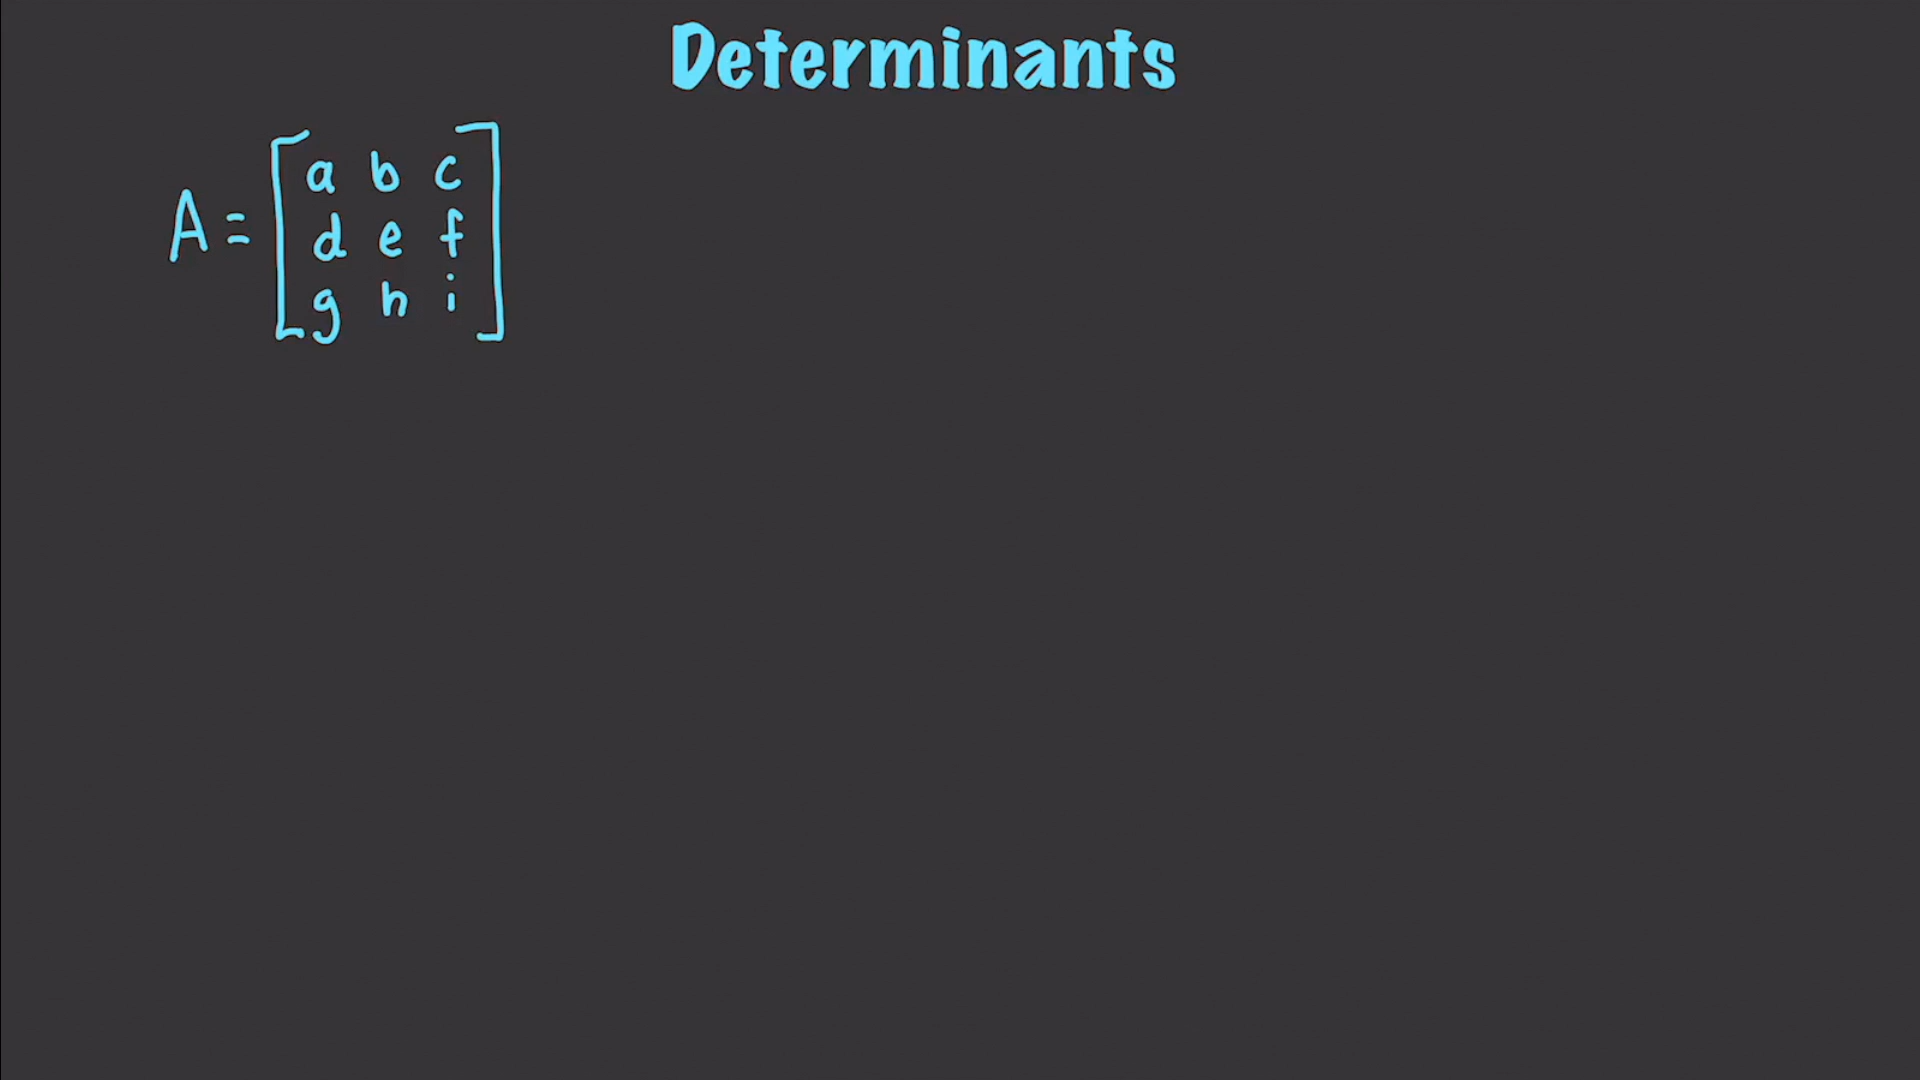 Determinants
A = [a b c
d e f
g h i]